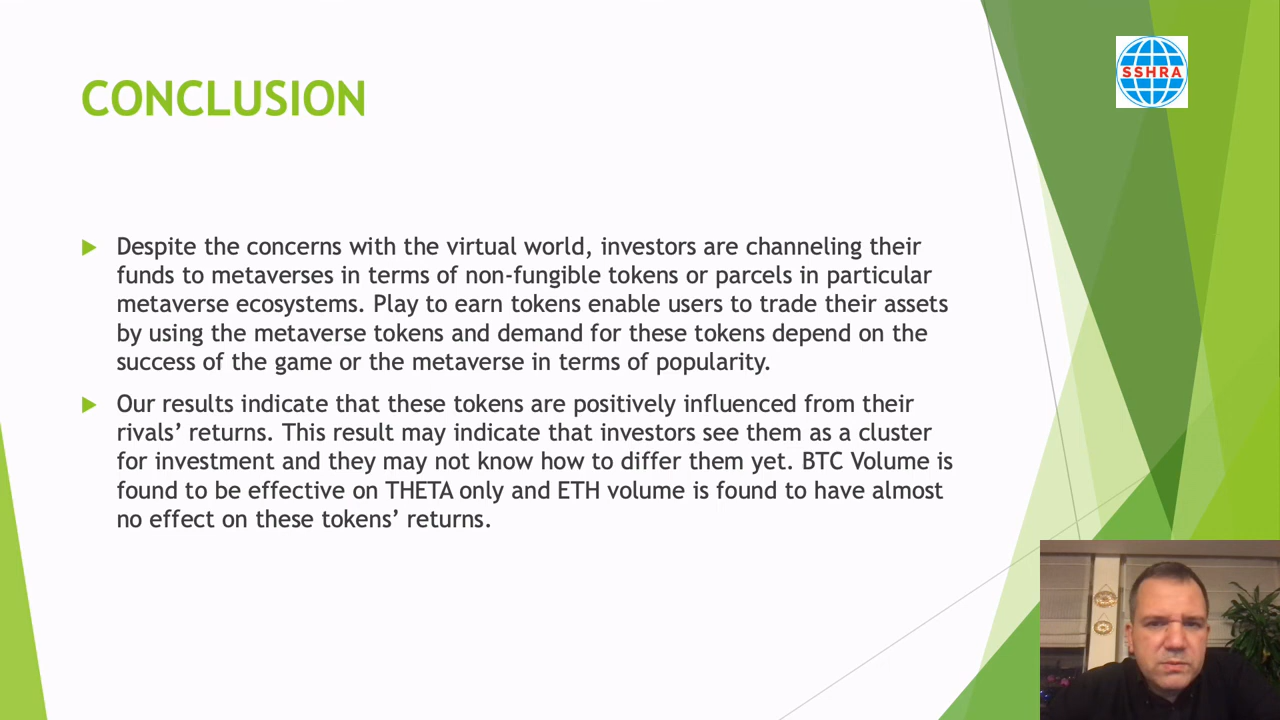 SSHRA
CONCLUSION
Despite the concerns with the virtual world, investors are channeling their
funds to metaverses in terms of non-fungible tokens or parcels in particular
metaverse ecosystems. Play to earn tokens enable users to trade their assets
by using the metaverse tokens and demand for these tokens depend on the
success of the game or the metaverse in terms of popularity.
Our results indicate that these tokens are positively influenced from their
rivals’ returns. This result may indicate that investors see them as a cluster
for investment and they may not know how to differ them yet. BTC Volume is
found to be effective on THETA only and ETH volume is found to have almost
no effect on these tokens’ returns.